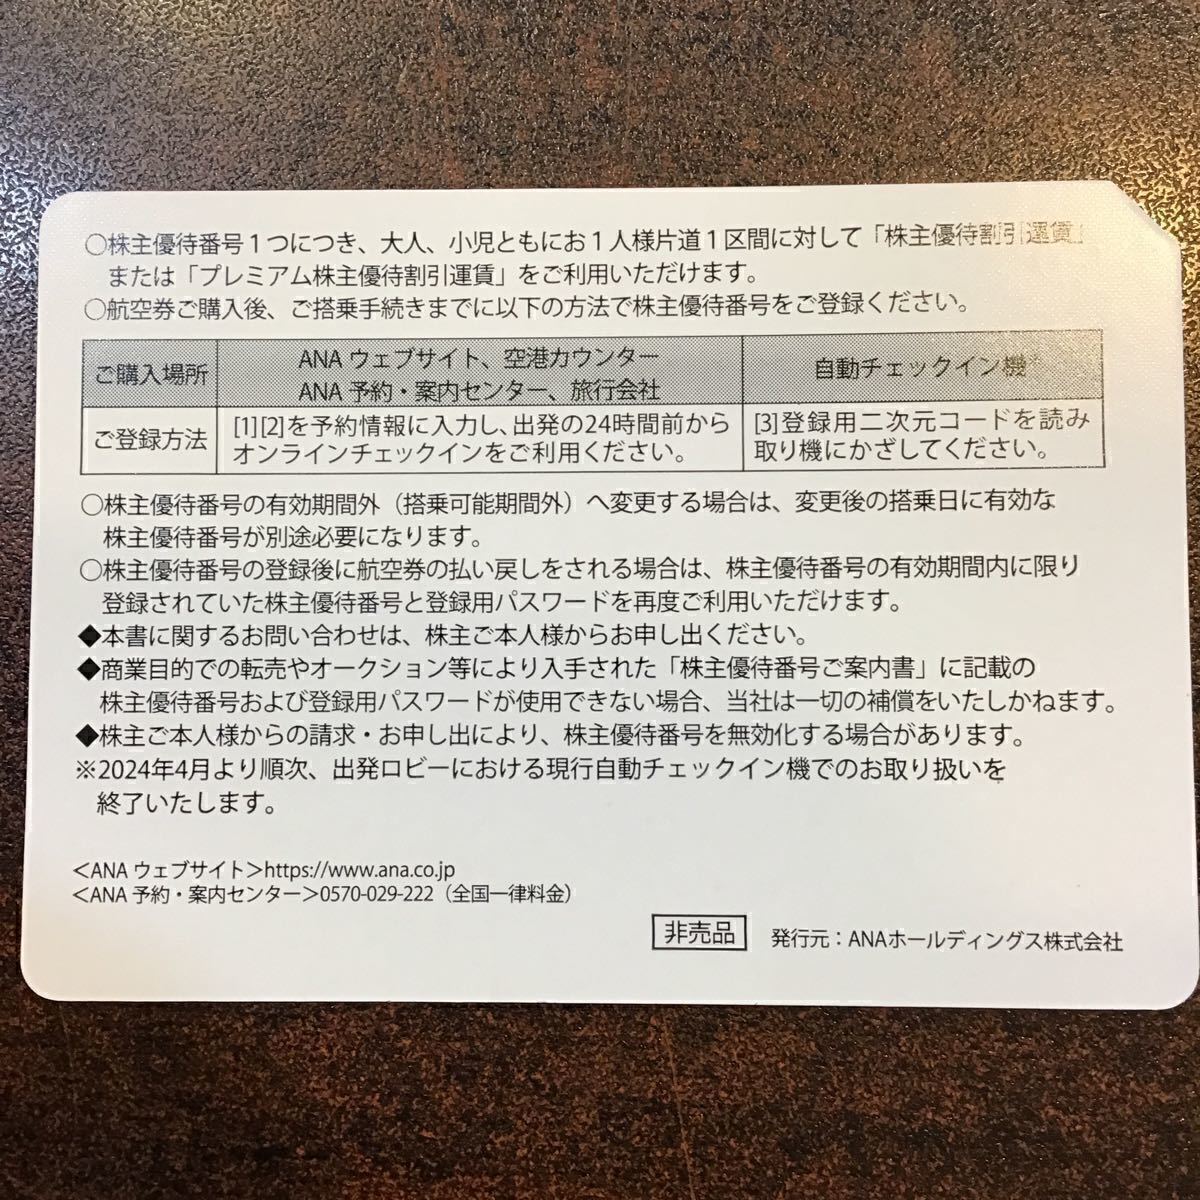 ○株主優待番号1つにつき、大人、小児ともにお1人様片道1区間に対して「株主優待割引運賃」
または「プレミアム株主優待割引運賃」をご利用いただけます。
○航空券ご購入後、ご搭乗手続きまでに以下の方法で株主優待番号をご登録ください。
ご購入場所
ANA ウェブサイト、空港カウンター
ANA 予約・案内センター、旅行会社
自動チェックイン機※
ご登録方法
[1][2]を予約情報に入力し、出発の24時間前から
オンラインチェックインをご利用ください。
[3]登録用二次元コードを読み
取り機にかざしてください。
○株主優待番号の有効期間外（搭乗可能期間外）へ変更する場合は、変更後の搭乗日に有効な
株主優待番号が別途必要になります。
○株主優待番号の登録後に航空券の払い戻しをされる場合は、株主優待番号の有効期間内に限り
登録されていた株主優待番号と登録用パスワードを再度ご利用いただけます。
◆本書に関するお問い合わせは、株主ご本人様からお申し出ください。
◆商業目的での転売やオークション等により入手された「株主優待番号ご案内書」に記載の
株主優待番号および登録用パスワードが使用できない場合、当社は一切の補償をいたしかねます。
◆株主ご本人様からの請求・お申し出により、株主優待番号を無効化する場合があります。
※2024年4月より順次、出発ロビーにおける現行自動チェックイン機でのお取り扱いを
終了いたします。
＜ANA ウェブサイト＞https://www.ana.co.jp
＜ANA 予約・案内センター＞0570-029-222（全国一律料金）
非売品
発行元：ANAホールディングス株式会社